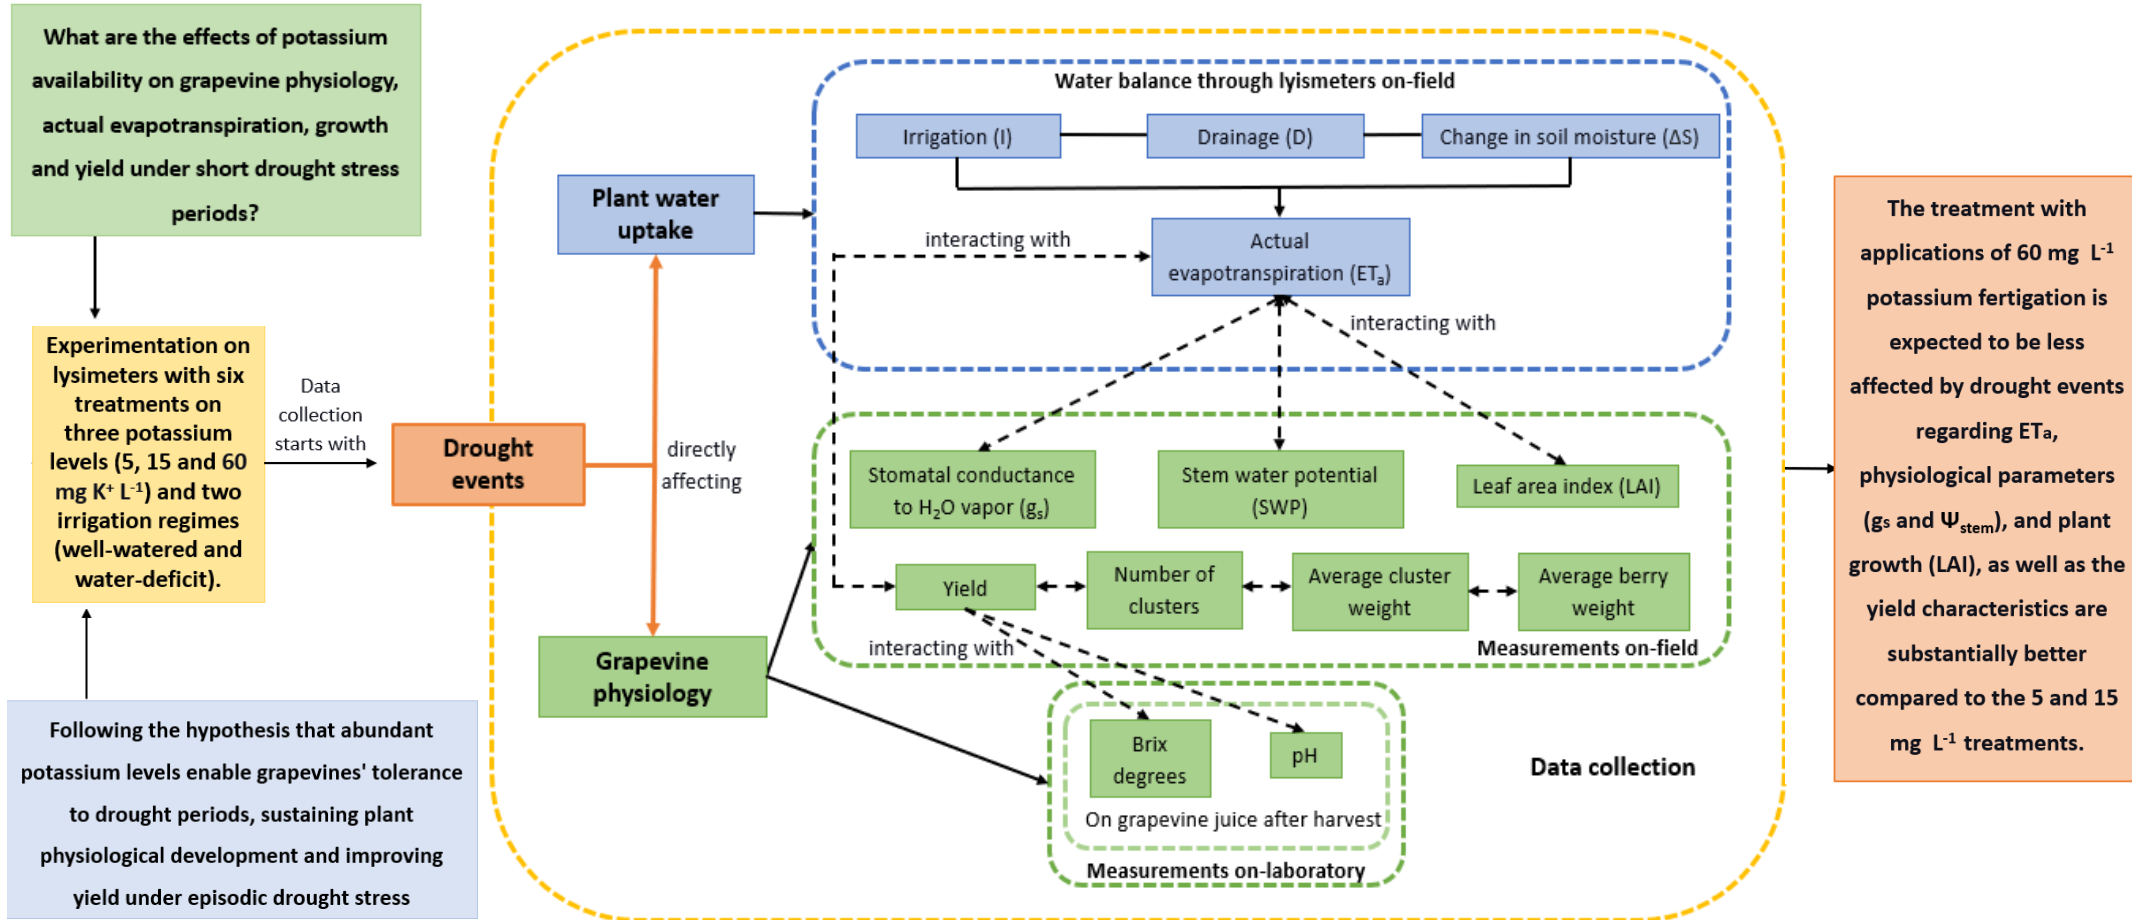 What are the effects of potassium
availability on grapevine physiology,
actual evapotranspiration, growth
and yield under short drought stress
periods?
Experimentation on
lysimeters with six
treatments on
three potassium
levels (5, 15 and 60
mg K⁺ L⁻¹) and two
irrigation regimes
(well-watered and
water-deficit).
Following the hypothesis that abundant
potassium levels enable grapevines' tolerance
to drought periods, sustaining plant
physiological development and improving
yield under episodic drought stress
Data
collection
starts with
Drought
events
directly
affecting
Plant water
uptake
Grapevine
physiology
Water balance through lyismeters on-field
Irrigation (I)
Drainage (D)
Change in soil moisture (ΔS)
interacting with
Actual
evapotranspiration (ETₐ)
interacting with
Stomatal conductance
to H₂O vapor (gₛ)
Stem water potential
(SWP)
Leaf area index (LAI)
Yield
Number of
clusters
Average cluster
weight
Average berry
weight
interacting with
Measurements on-field
Brix
degrees
pH
On grapevine juice after harvest
Measurements on-laboratory
Data collection
The treatment with
applications of 60 mg L⁻¹
potassium fertigation is
expected to be less
affected by drought events
regarding ETₐ,
physiological parameters
(gₛ and Ψstem), and plant
growth (LAI), as well as the
yield characteristics are
substantially better
compared to the 5 and 15
mg L⁻¹ treatments.